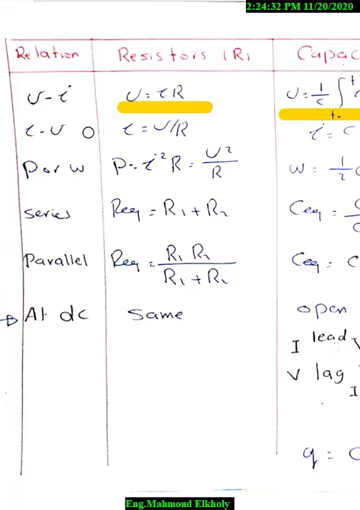 2:24:32 PM 11/20/2020
Relation Resistors (R) Capac
v-i v = iR v = 1/c ∫ t
t.
i-v i = v/R i = c
P or w P = i²R = v²/R w = 1/2 c
series Req = R1 + R2 Ceq =
Parallel Req = R1 R2 / R1 + R2 Ceq = c
→ At dc same open
I lead v
v lag I
q = c
Eng.Mahmoud Elkholy